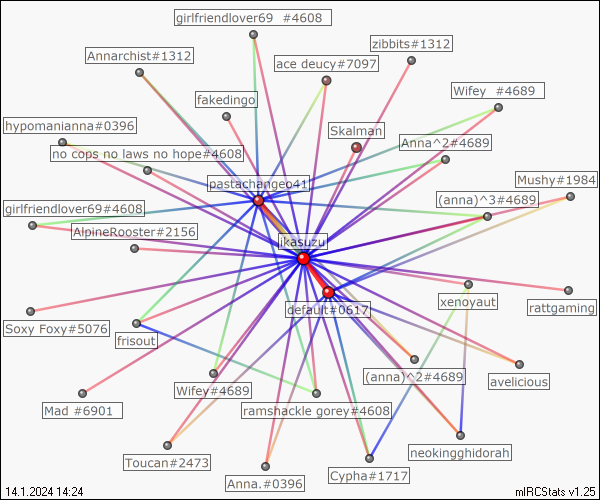 girlfriendlover69  #4608
zibbits#1312
Annarchist#1312
ace deucy#7097
Wifey  #4689
fakedingo
hypomanianna#0396
Skalman
Anna^2#4689
no cops no laws no hope#4608
Mushy#1984
pastachangeo41
(anna)^3#4689
girlfriendlover69#4608
AlpineRooster#2156
ikasuzu
xenoyaut
rattgaming
default#0617
Soxy Foxy#5076
frisout
(anna)^2#4689
avelicious
Wifey#4689
Mad #6901
ramshackle gorey#4608
neokingghidorah
Toucan#2473
Cypha#1717
Anna.#0396
14.1.2024 14:24
mIRCStats v1.25